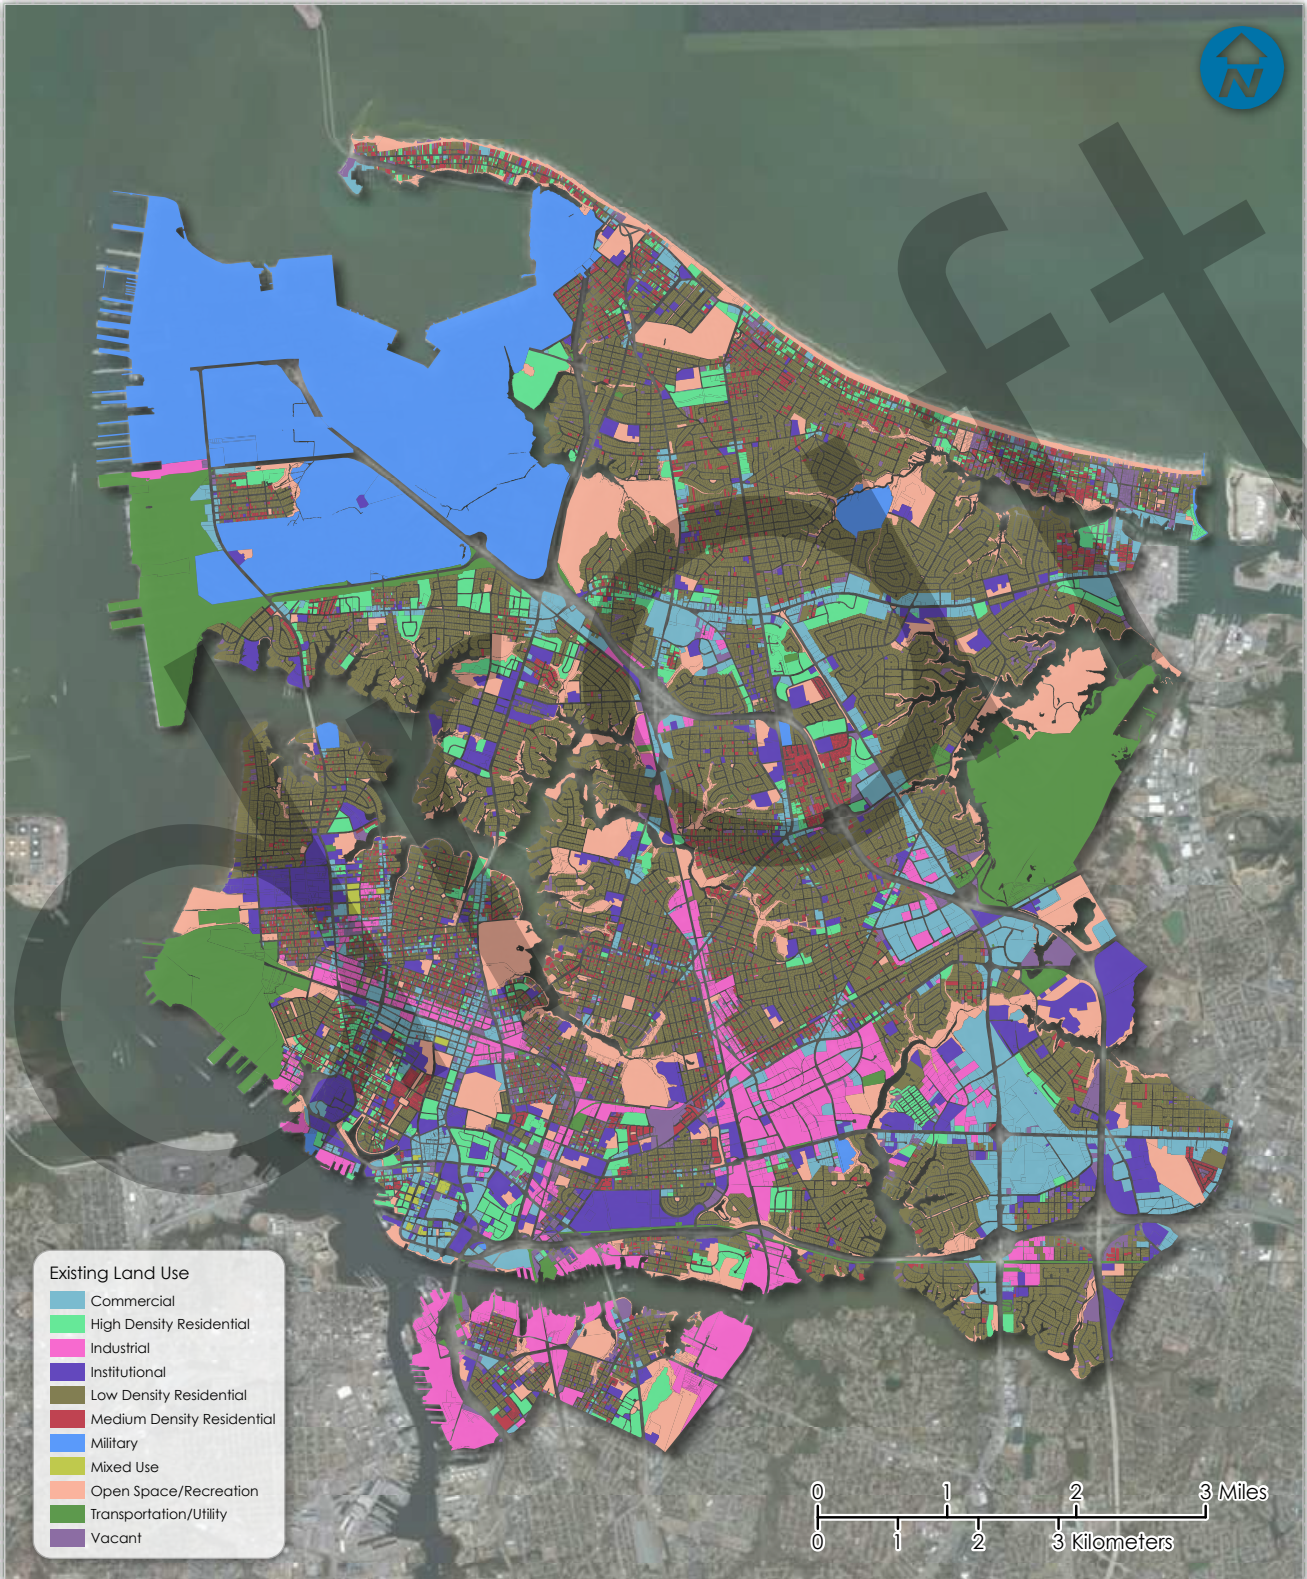 N
Draft
Existing Land Use
Commercial
High Density Residential
Industrial
Institutional
Low Density Residential
Medium Density Residential
Military
Mixed Use
Open Space/Recreation
Transportation/Utility
Vacant
0 1 2 3 Miles
0 1 2 3 Kilometers